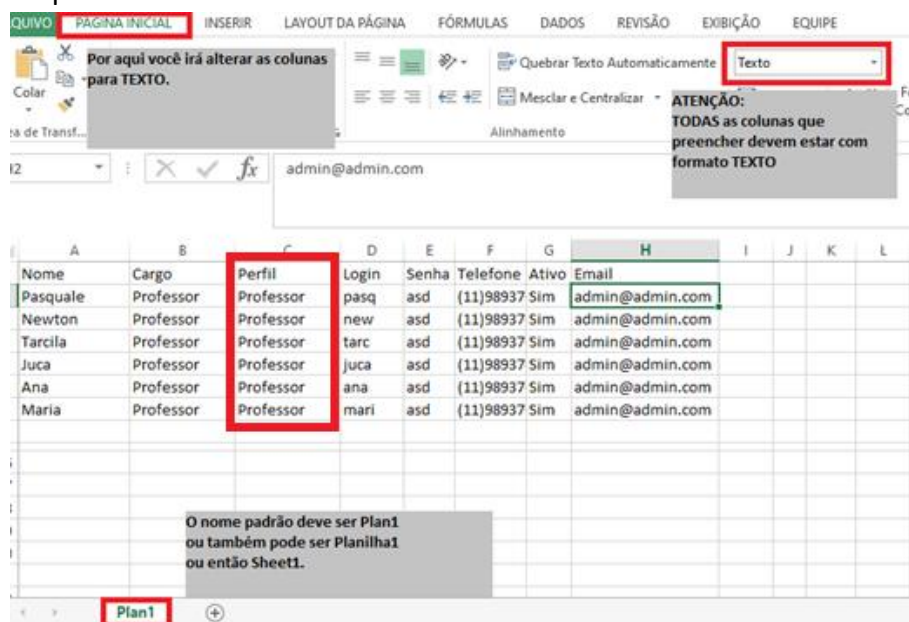 QUIVO PÁGINA INICIAL INSERIR LAYOUT DA PÁGINA FÓRMULAS DADOS REVISÃO EXIBIÇÃO EQUIPE
Por aqui você irá alterar as colunas
para TEXTO.
Colar
Quebrar Texto Automaticamente
Texto
Mesclar e Centralizar
ATENÇÃO:
TODAS as colunas que
preencher devem estar com
formato TEXTO
a de Transf...
Alinhamento
fx admin@admin.com
A B C D E F G H I J K L
Nome Cargo Perfil Login Senha Telefone Ativo Email
Pasquale Professor Professor pasq asd (11)98937 Sim admin@admin.com
Newton Professor Professor new asd (11)98937 Sim admin@admin.com
Tarcila Professor Professor tarc asd (11)98937 Sim admin@admin.com
Juca Professor Professor juca asd (11)98937 Sim admin@admin.com
Ana Professor Professor ana asd (11)98937 Sim admin@admin.com
Maria Professor Professor mari asd (11)98937 Sim admin@admin.com
O nome padrão deve ser Plan1
ou também pode ser Planilha1
ou então Sheet1.
Plan1